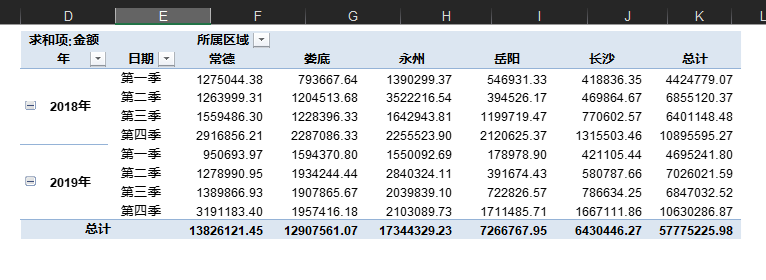 D E F G H I J K L
求和项:金额 所属区域
年 日期 常德 娄底 永州 岳阳 长沙 总计
第一季 1275044.38 793667.64 1390299.37 546931.33 418836.35 4424779.07
2018年 第二季 1263999.31 1204513.68 3522216.54 394526.17 469864.67 6855120.37
第三季 1559486.30 1228396.33 1642943.81 1199719.47 770602.57 6401148.48
第四季 2916856.21 2287086.33 2255523.90 2120625.37 1315503.46 10895595.27
第一季 950693.97 1594370.80 1550092.69 178978.90 421105.44 4695241.80
2019年 第二季 1278990.95 1934244.44 2840324.11 391674.43 580787.66 7026021.59
第三季 1389866.93 1907865.67 2039839.10 722826.57 786634.25 6847032.52
第四季 3191183.40 1957416.18 2103089.73 1711485.71 1667111.86 10630286.87
总计 13826121.45 12907561.07 17344329.23 7266767.95 6430446.27 57775225.98